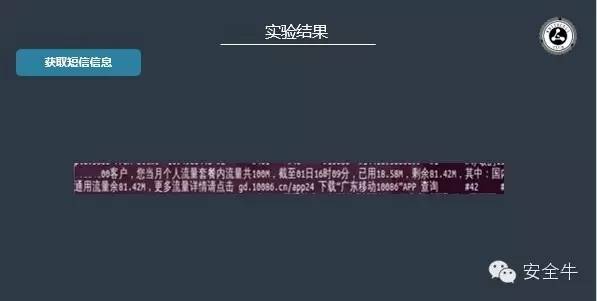 实验结果
获取短信信息
.00客户，您当月个人流量套餐内流量共100M，截至01日16时09分，已用18.58M，剩余81.42M，其中：国内
通用流量余81.42M，更多流量详情请点击 gd.10086.cn/app24 下载“广东移动10086”APP 查询 #42 #
安全牛